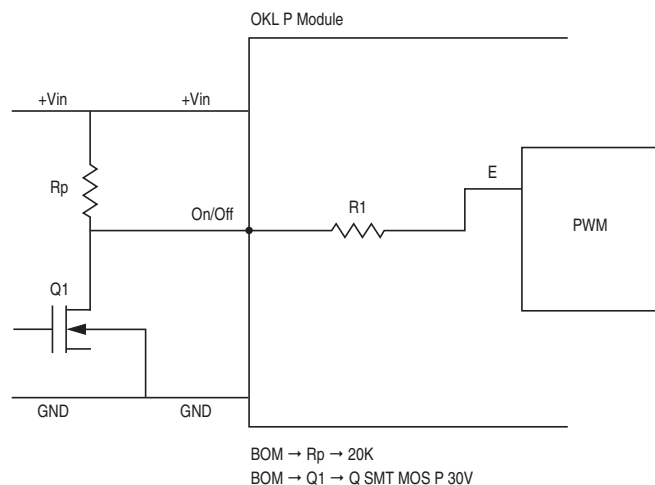 OKL P Module
+Vin
+Vin
Rp
On/Off
R1
E
PWM
Q1
GND
GND
BOM → Rp → 20K
BOM → Q1 → Q SMT MOS P 30V